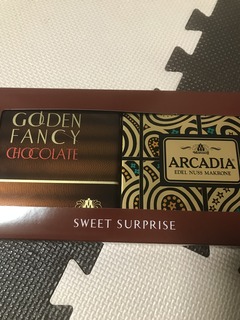 GOLDEN
FANCY
CHOCOLATE
ARCADIA
EDEL NUSS MAKRONE
SWEET SURPRISE